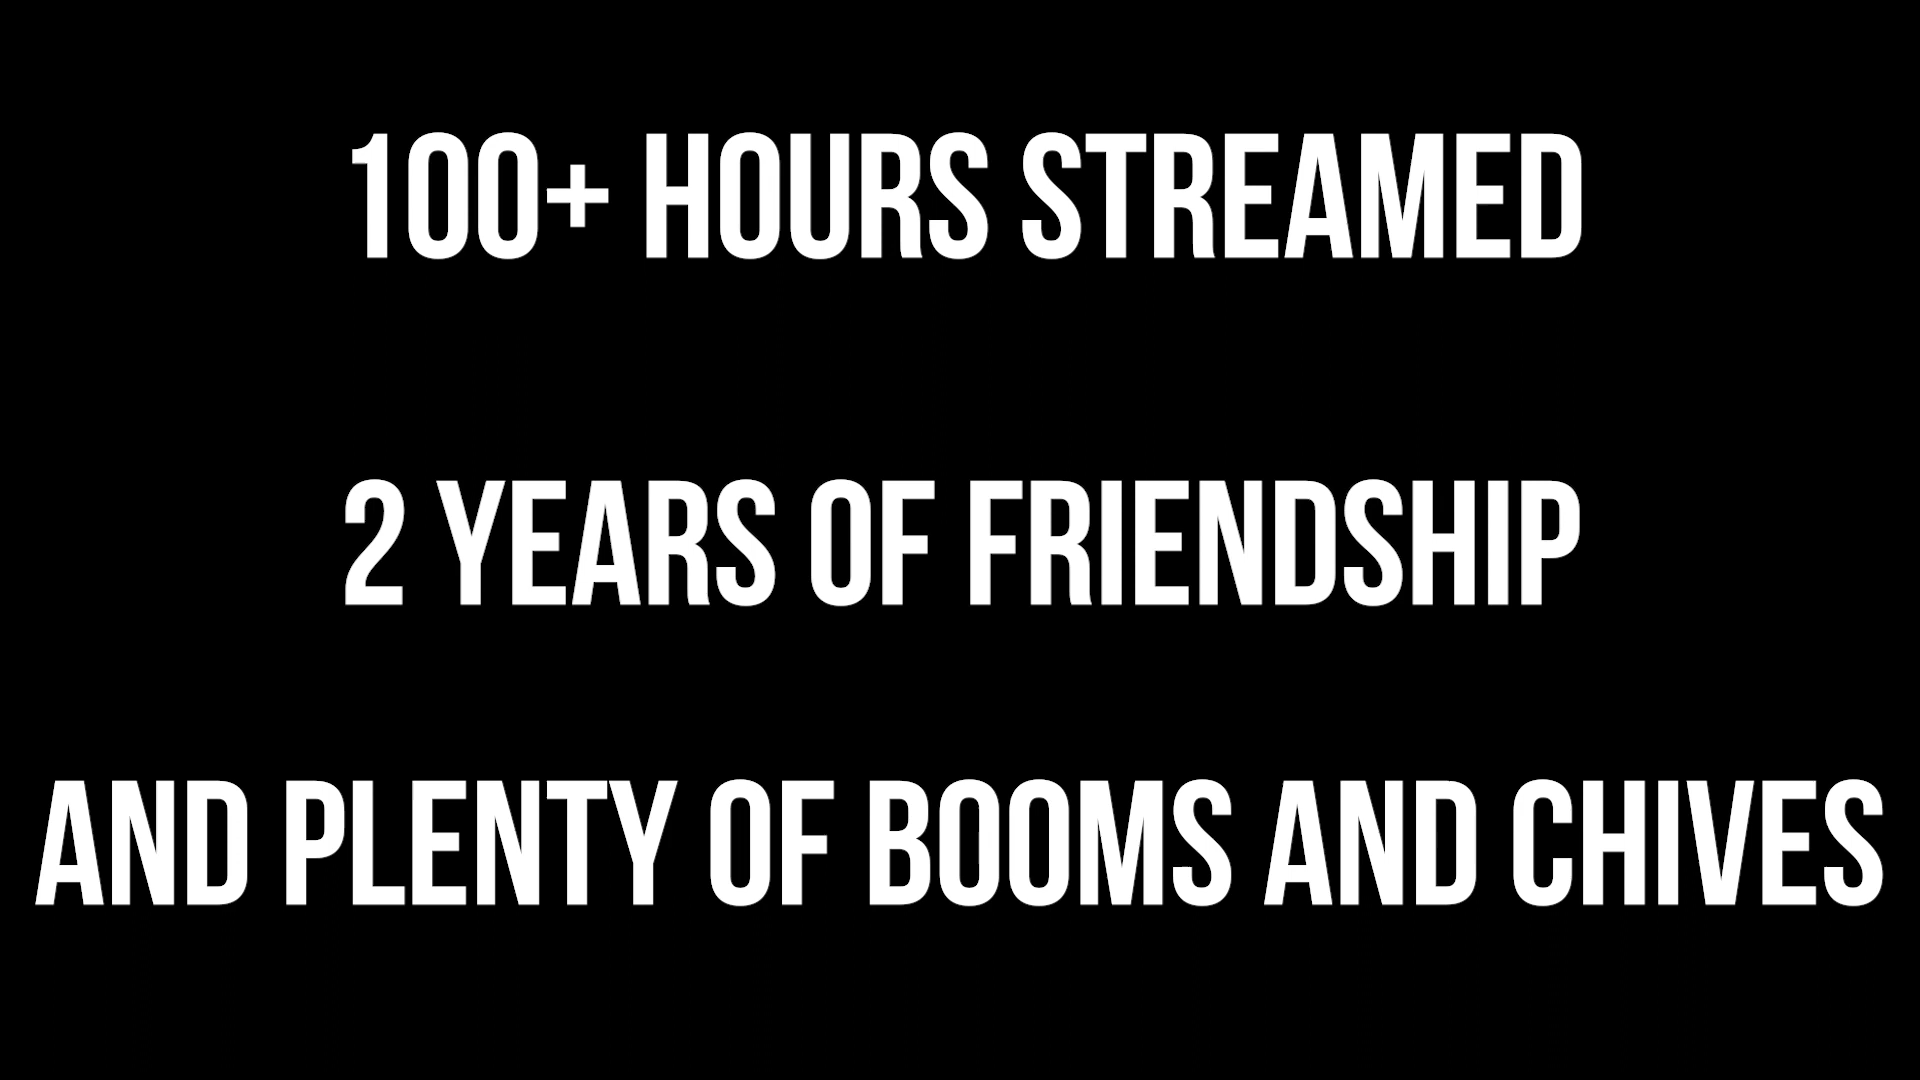 100+ HOURS STREAMED
2 YEARS OF FRIENDSHIP
AND PLENTY OF BOOMS AND CHIVES